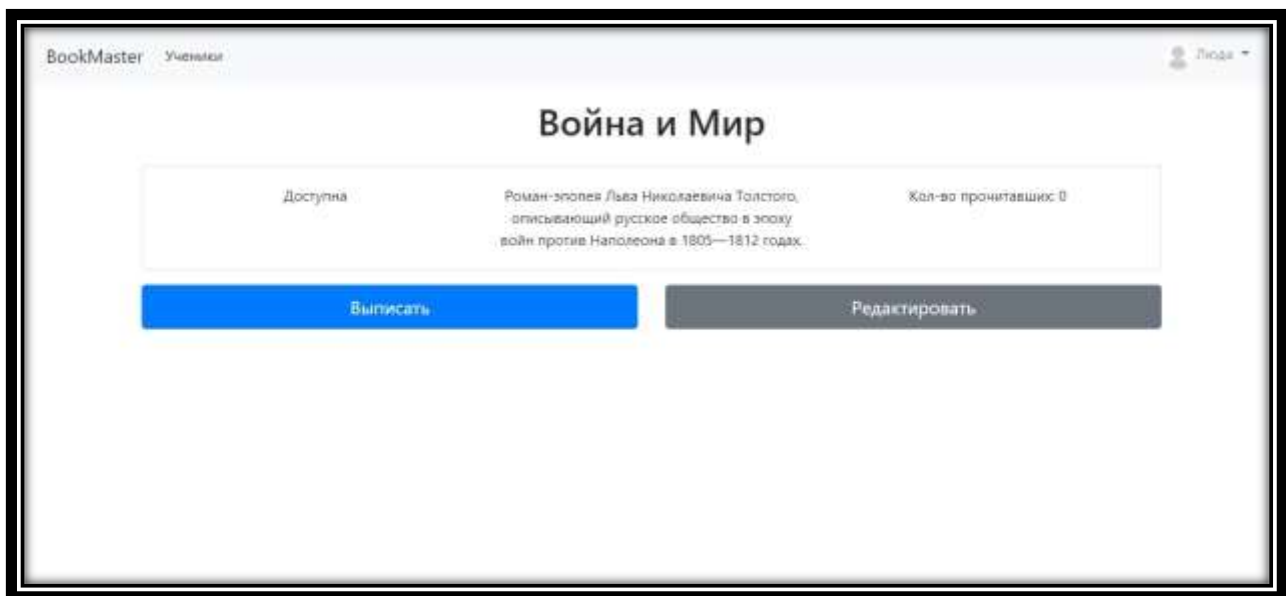 BookMaster Ученики Люда
Война и Мир
Доступна
Роман-эпопея Льва Николаевича Толстого,
описывающий русское общество в эпоху
войн против Наполеона в 1805—1812 годах.
Кол-во прочитавших: 0
Выписать
Редактировать